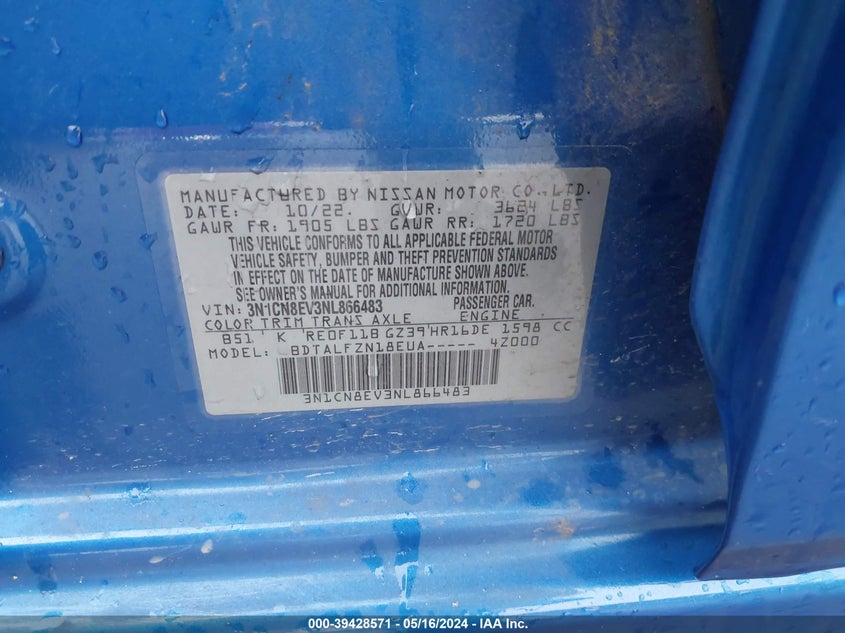 MANUFACTURED BY NISSAN MOTOR CO., LTD.
DATE: 10/22. GVWR: 3624 LBS
GAWR FR: 1905 LBS GAWR RR: 1720 LBS
THIS VEHICLE CONFORMS TO ALL APPLICABLE FEDERAL MOTOR
VEHICLE SAFETY, BUMPER AND THEFT PREVENTION STANDARDS
IN EFFECT ON THE DATE OF MANUFACTURE SHOWN ABOVE.
SEE OWNER'S MANUAL FOR ADDITIONAL INFORMATION.
VIN: 3N1CN8EV3NL866483 PASSENGER CAR.
COLOR TRIM TRANS AXLE ENGINE
B51 K RE0F11B GZ39 HR16DE 1598 CC
MODEL: BDTALFZN18EUA----- 4Z000
3N1CN8EV3NL866483
000-39428571 - 05/16/2024 - IAA Inc.